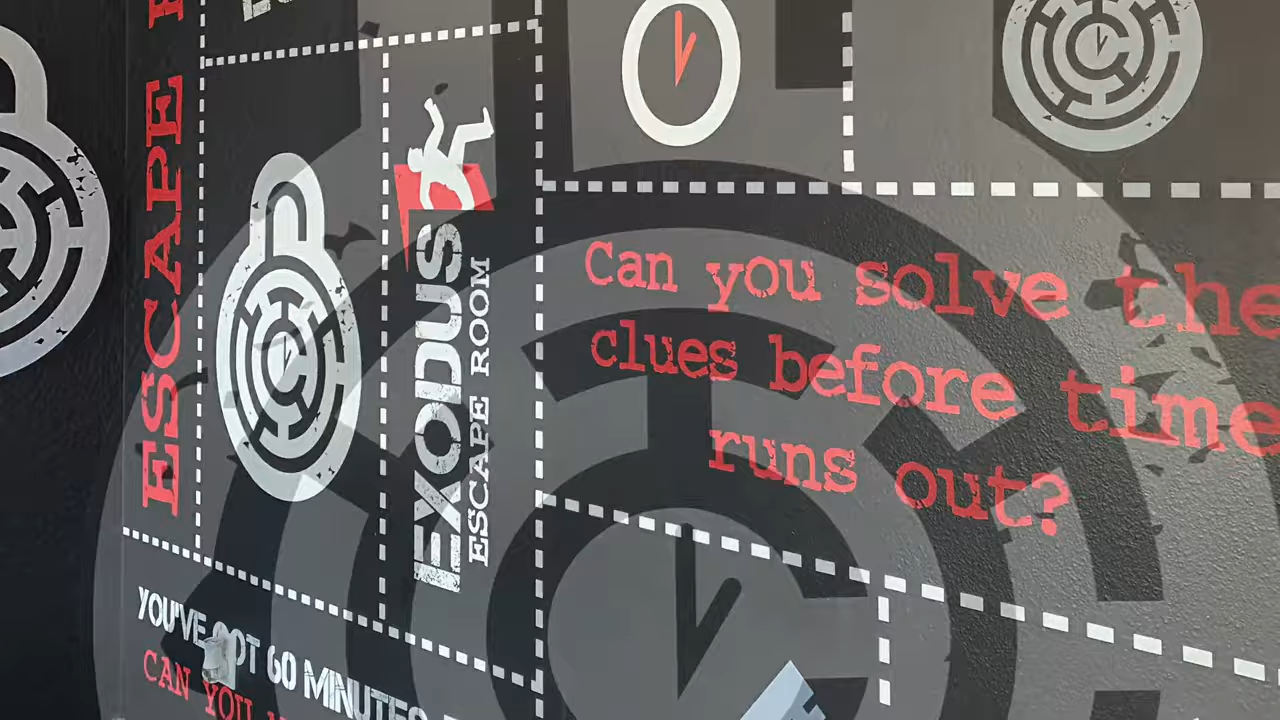 ESCAPE
EXODUS
ESCAPE ROOM
Can you solve the
clues before time
runs out?
YOU'VE GOT 60 MINUTES
CAN YOU